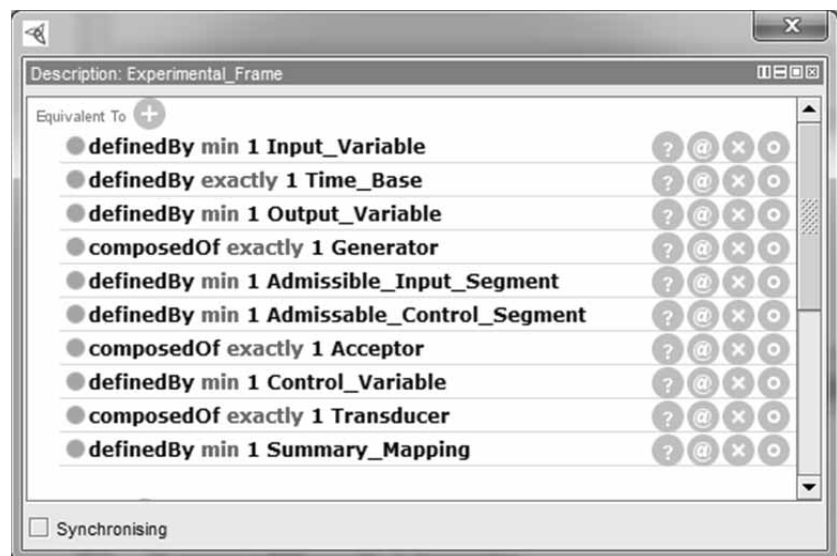 Description: Experimental_Frame
Equivalent To
definedBy min 1 Input_Variable
definedBy exactly 1 Time_Base
definedBy min 1 Output_Variable
composedOf exactly 1 Generator
definedBy min 1 Admissible_Input_Segment
definedBy min 1 Admissable_Control_Segment
composedOf exactly 1 Acceptor
definedBy min 1 Control_Variable
composedOf exactly 1 Transducer
definedBy min 1 Summary_Mapping
Synchronising